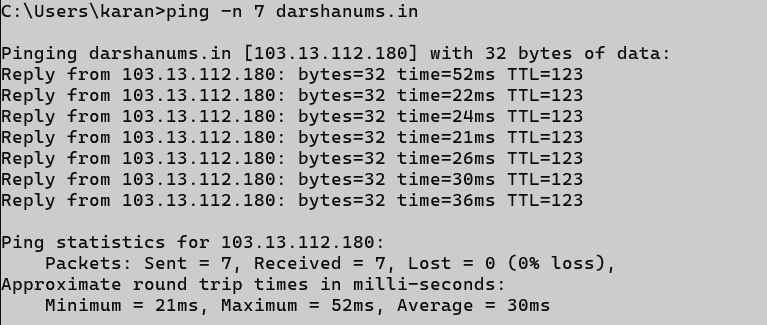 C:\Users\karan>ping -n 7 darshanums.in
Pinging darshanums.in [103.13.112.180] with 32 bytes of data:
Reply from 103.13.112.180: bytes=32 time=52ms TTL=123
Reply from 103.13.112.180: bytes=32 time=22ms TTL=123
Reply from 103.13.112.180: bytes=32 time=24ms TTL=123
Reply from 103.13.112.180: bytes=32 time=21ms TTL=123
Reply from 103.13.112.180: bytes=32 time=26ms TTL=123
Reply from 103.13.112.180: bytes=32 time=30ms TTL=123
Reply from 103.13.112.180: bytes=32 time=36ms TTL=123
Ping statistics for 103.13.112.180:
    Packets: Sent = 7, Received = 7, Lost = 0 (0% loss),
Approximate round trip times in milli-seconds:
    Minimum = 21ms, Maximum = 52ms, Average = 30ms